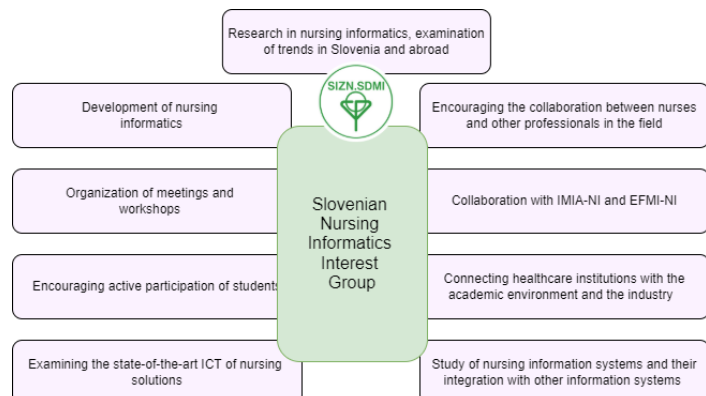 Research in nursing informatics, examination
of trends in Slovenia and abroad
SIZN.SDMI
Development of nursing
informatics
Encouraging the collaboration between nurses
and other professionals in the field
Organization of meetings and
workshops
Slovenian
Nursing
Informatics
Interest
Group
Collaboration with IMIA-NI and EFMI-NI
Encouraging active participation of students
Connecting healthcare institutions with the
academic environment and the industry
Examining the state-of-the-art ICT of nursing
solutions
Study of nursing information systems and their
integration with other information systems